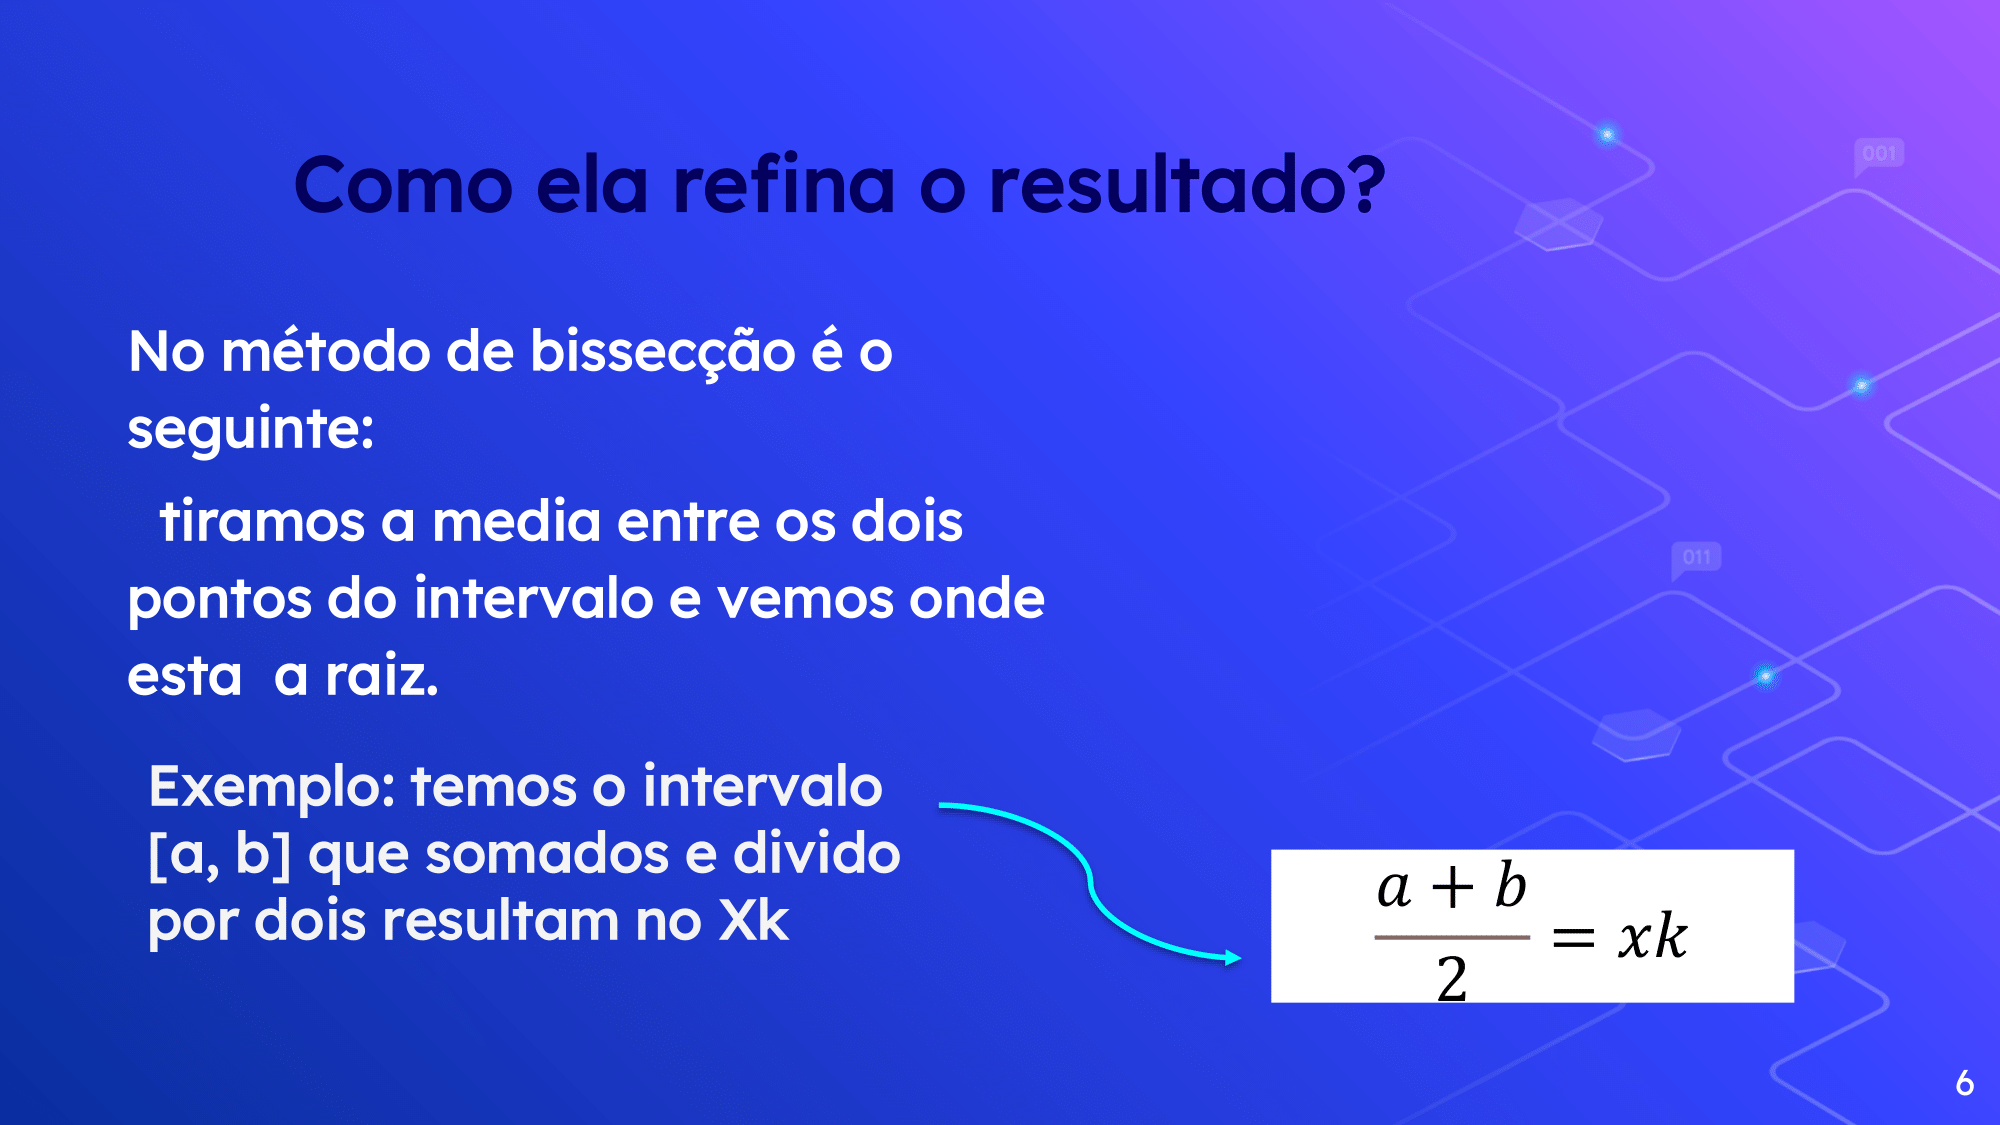 Como ela refina o resultado?
001
No método de bissecção é o
seguinte:
tiramos a media entre os dois
pontos do intervalo e vemos onde
esta  a raiz.
011
Exemplo: temos o intervalo
[a, b] que somados e divido
por dois resultam no Xk
a + b
2
= xk
6